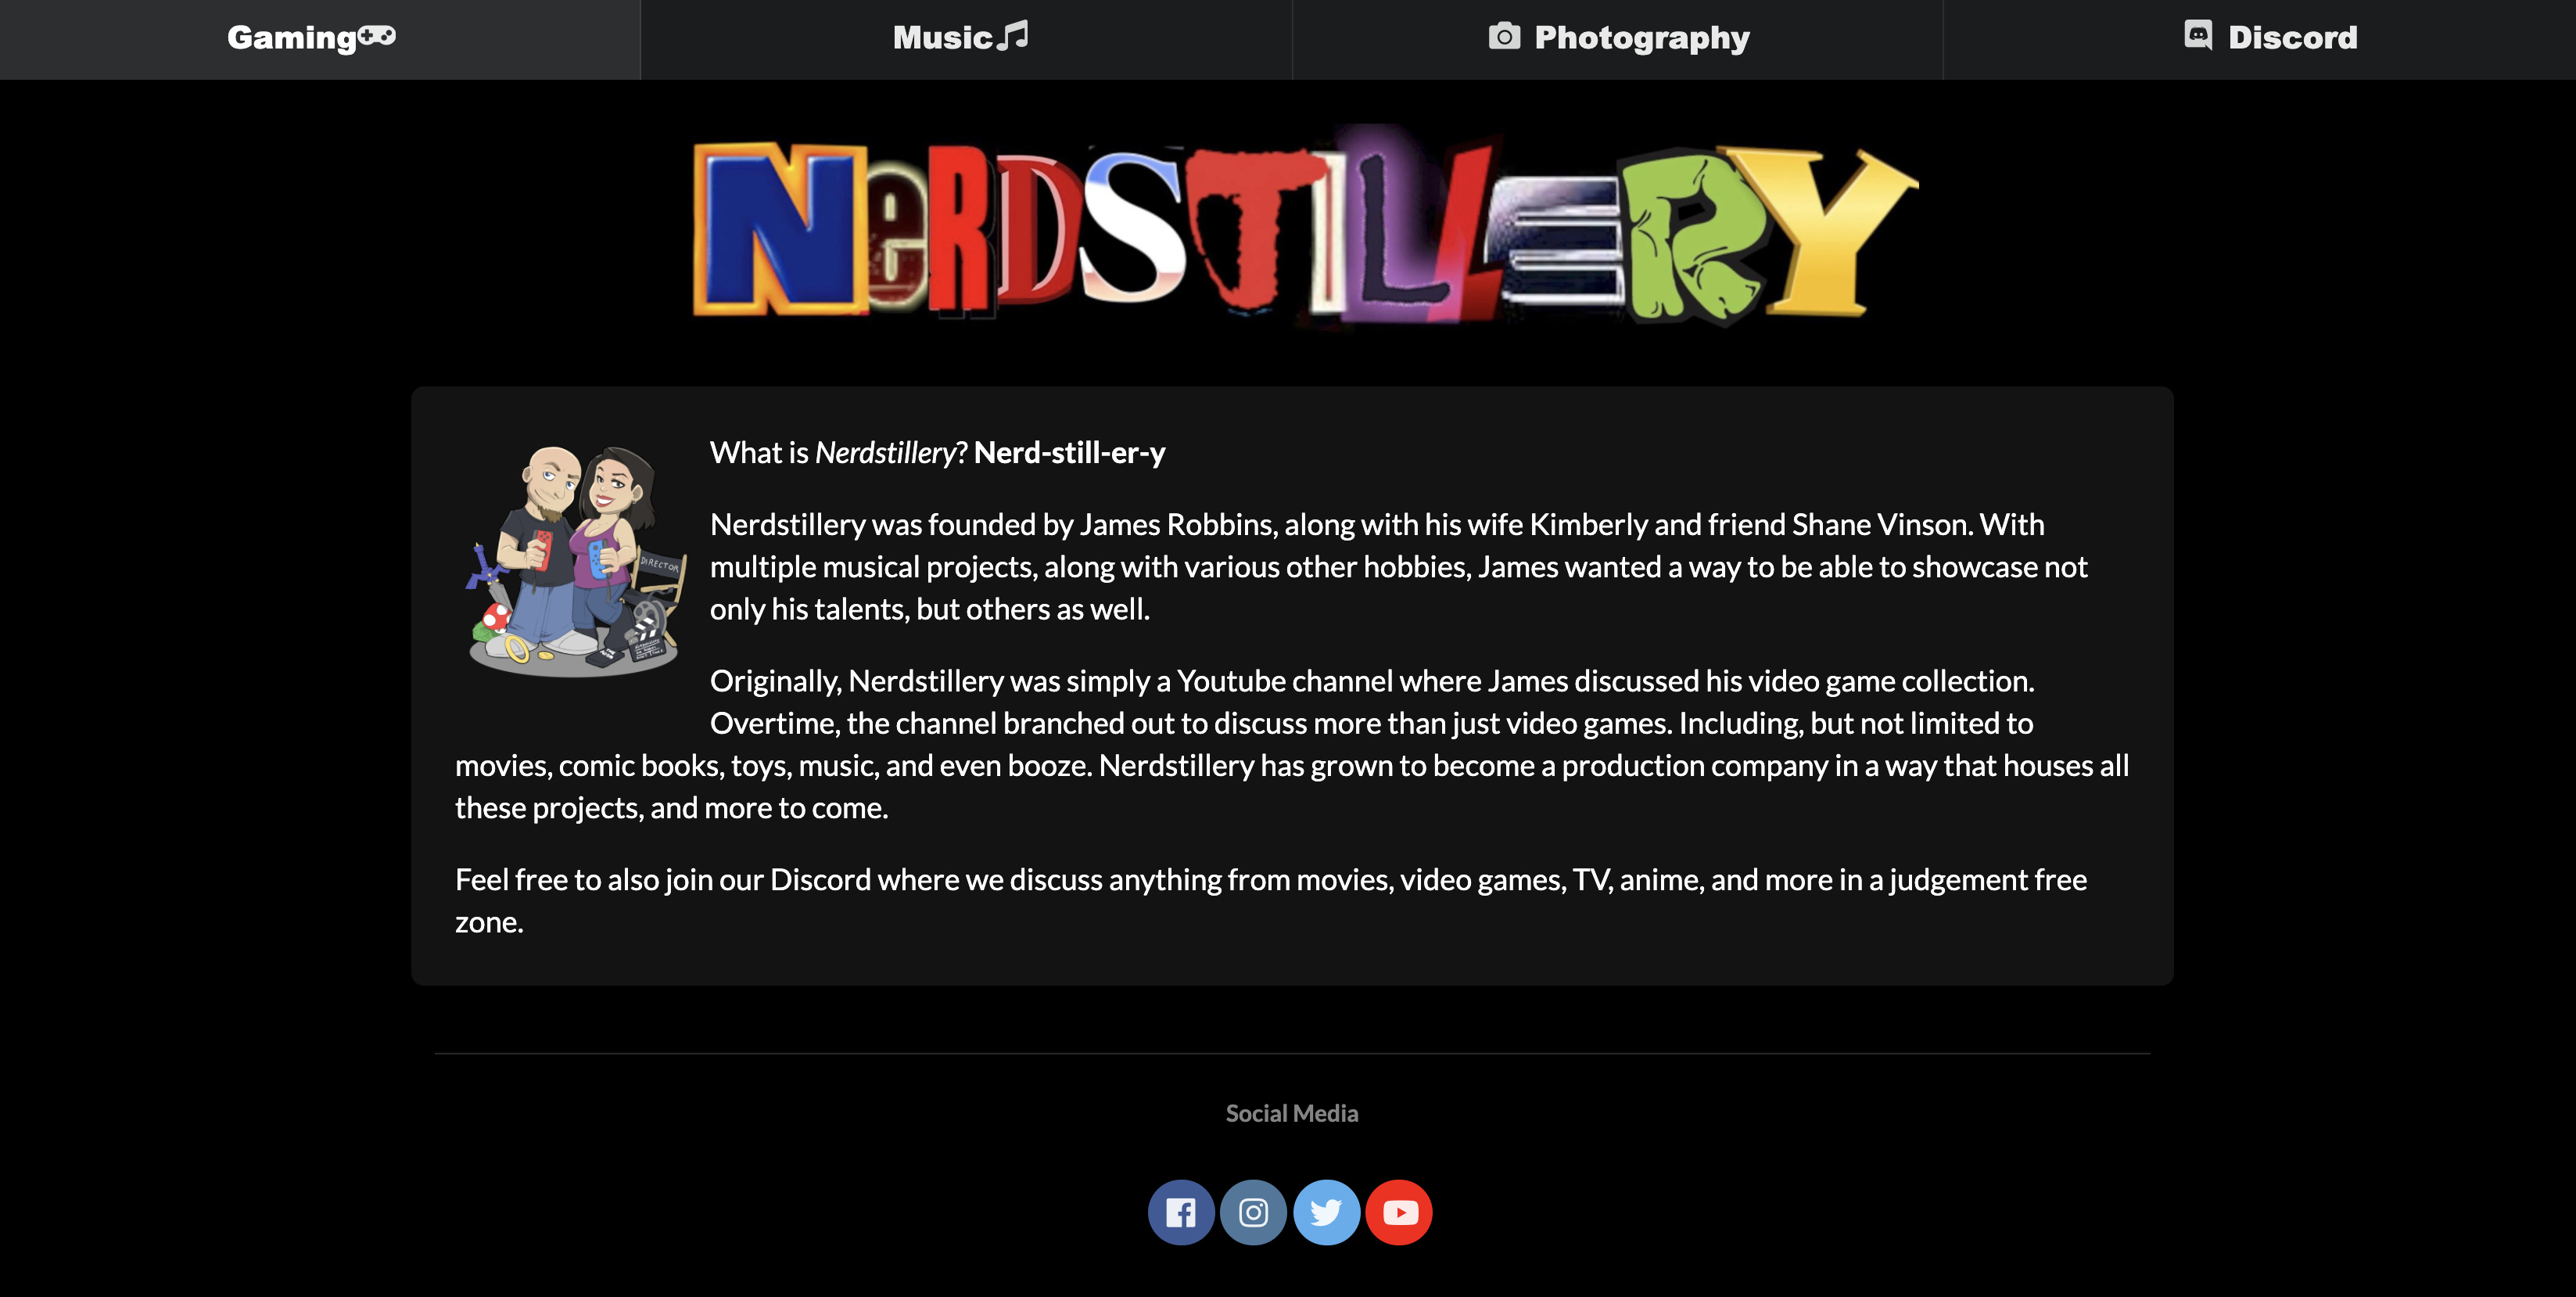 Gaming
Music
Photography
Discord
NeRDSTILLERY
What is Nerdstillery? Nerd-still-er-y
Nerdstillery was founded by James Robbins, along with his wife Kimberly and friend Shane Vinson. With
multiple musical projects, along with various other hobbies, James wanted a way to be able to showcase not
only his talents, but others as well.
DIRECTOR
Originally, Nerdstillery was simply a Youtube channel where James discussed his video game collection.
Overtime, the channel branched out to discuss more than just video games. Including, but not limited to
movies, comic books, toys, music, and even booze. Nerdstillery has grown to become a production company in a way that houses all
these projects, and more to come.
Feel free to also join our Discord where we discuss anything from movies, video games, TV, anime, and more in a judgement free
zone.
Social Media